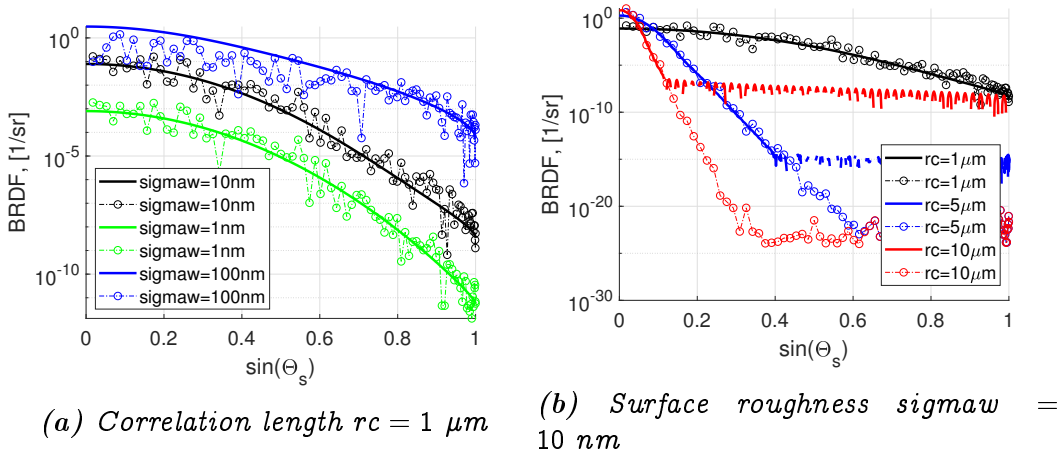 BRDF, [1/sr]
10^0
10^-5
10^-10
sigmaw=10nm
sigmaw=10nm
sigmaw=1nm
sigmaw=1nm
sigmaw=100nm
sigmaw=100nm
0 0.2 0.4 0.6 0.8 1
sin(Θ_s)
(a) Correlation length rc = 1 μm
BRDF, [1/sr]
10^0
10^-10
10^-20
10^-30
rc=1μm
rc=1μm
rc=5μm
rc=5μm
rc=10μm
rc=10μm
0 0.2 0.4 0.6 0.8 1
sin(Θ_s)
(b) Surface roughness sigmaw =
10 nm